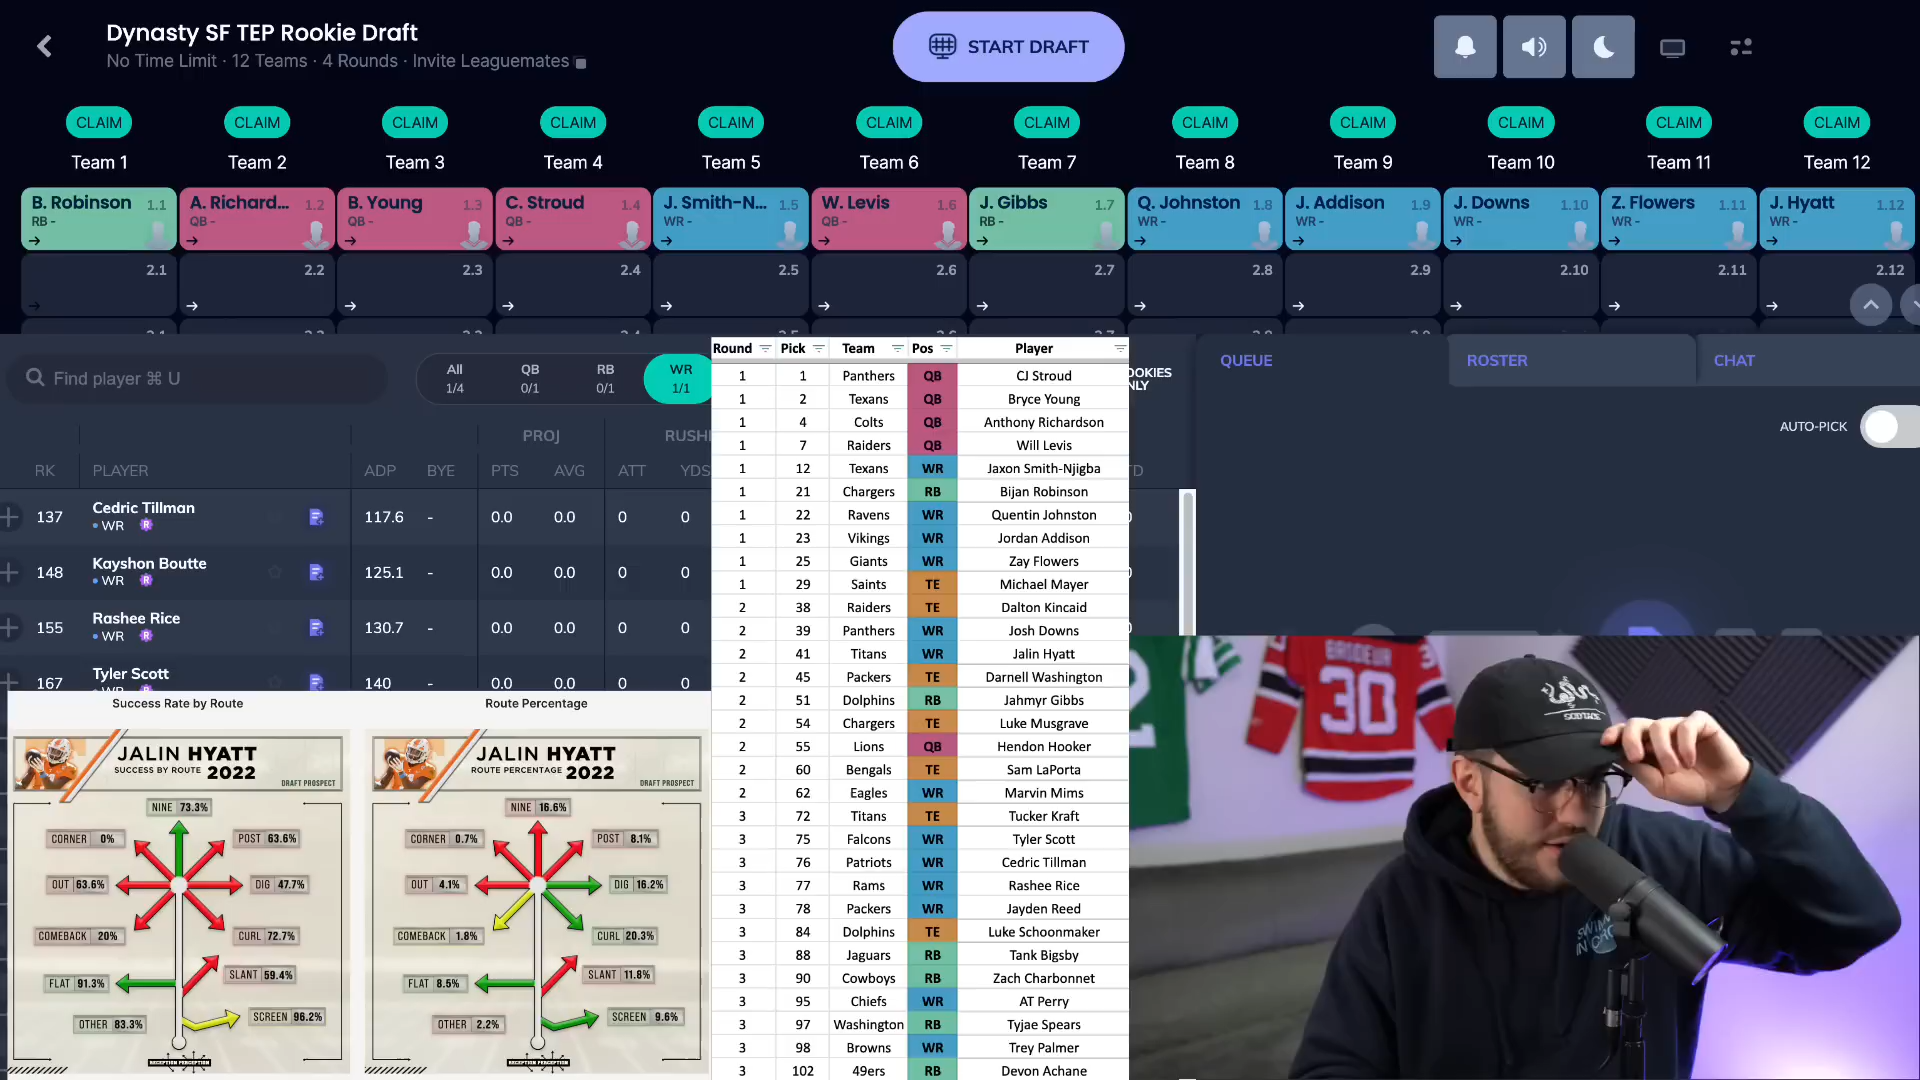 Dynasty SF TEP Rookie Draft
No Time Limit · 12 Teams · 4 Rounds · Invite Leaguemates
START DRAFT
CLAIM CLAIM CLAIM CLAIM CLAIM CLAIM CLAIM CLAIM CLAIM CLAIM CLAIM CLAIM
Team 1 Team 2 Team 3 Team 4 Team 5 Team 6 Team 7 Team 8 Team 9 Team 10 Team 11 Team 12
B. Robinson 1.1 A. Richard... 1.2 B. Young 1.3 C. Stroud 1.4 J. Smith-N... 1.5 W. Levis 1.6 J. Gibbs 1.7 Q. Johnston 1.8 J. Addison 1.9 J. Downs 1.10 Z. Flowers 1.11 J. Hyatt 1.12
RB - QB - QB - QB - WR - QB - RB - WR - WR - WR - WR - WR -
2.1 2.2 2.3 2.4 2.5 2.6 2.7 2.8 2.9 2.10 2.11 2.12
Find player ⌘ U
All QB RB WR
1/4 0/1 0/1 1/1
PROJ
RK PLAYER ADP BYE PTS AVG ATT YDS
137 Cedric Tillman 117.6 - 0.0 0.0 0 0
WR R
148 Kayshon Boutte 125.1 - 0.0 0.0 0 0
WR R
155 Rashee Rice 130.7 - 0.0 0.0 0 0
WR R
167 Tyler Scott 140 - 0.0 0.0 0 0
Round Pick Team Pos Player
1 1 Panthers QB CJ Stroud
1 2 Texans QB Bryce Young
1 4 Colts QB Anthony Richardson
1 7 Raiders QB Will Levis
1 12 Texans WR Jaxon Smith-Njigba
1 21 Chargers RB Bijan Robinson
1 22 Ravens WR Quentin Johnston
1 23 Vikings WR Jordan Addison
1 25 Giants WR Zay Flowers
1 29 Saints TE Michael Mayer
2 38 Raiders TE Dalton Kincaid
2 39 Panthers WR Josh Downs
2 41 Titans WR Jalin Hyatt
2 45 Packers TE Darnell Washington
2 51 Dolphins RB Jahmyr Gibbs
2 54 Chargers TE Luke Musgrave
2 55 Lions QB Hendon Hooker
2 60 Bengals TE Sam LaPorta
2 62 Eagles WR Marvin Mims
3 72 Titans TE Tucker Kraft
3 75 Falcons WR Tyler Scott
3 76 Patriots WR Cedric Tillman
3 77 Rams WR Rashee Rice
3 78 Packers WR Jayden Reed
3 84 Dolphins TE Luke Schoonmaker
3 88 Jaguars RB Tank Bigsby
3 90 Cowboys RB Zach Charbonnet
3 95 Chiefs WR AT Perry
3 97 Washington RB Tyjae Spears
3 98 Browns WR Trey Palmer
3 102 49ers RB Devon Achane
QUEUE ROSTER CHAT
AUTO-PICK
Success Rate by Route
JALIN HYATT
SUCCESS BY ROUTE 2022
DRAFT PROSPECT
NINE 73.3%
CORNER 0% POST 63.6%
OUT 63.6% DIG 47.7%
COMEBACK 20% CURL 72.7%
SLANT 59.4%
FLAT 91.3%
OTHER 83.3% SCREEN 96.2%
RECEPTION PERCEPTION
Route Percentage
JALIN HYATT
ROUTE PERCENTAGE 2022
DRAFT PROSPECT
NINE 16.6%
CORNER 0.7% POST 8.1%
OUT 4.1% DIG 16.2%
COMEBACK 1.8% CURL 20.3%
SLANT 11.8%
FLAT 8.5%
OTHER 2.2% SCREEN 9.6%
RECEPTION PERCEPTION
BRODEUR
30